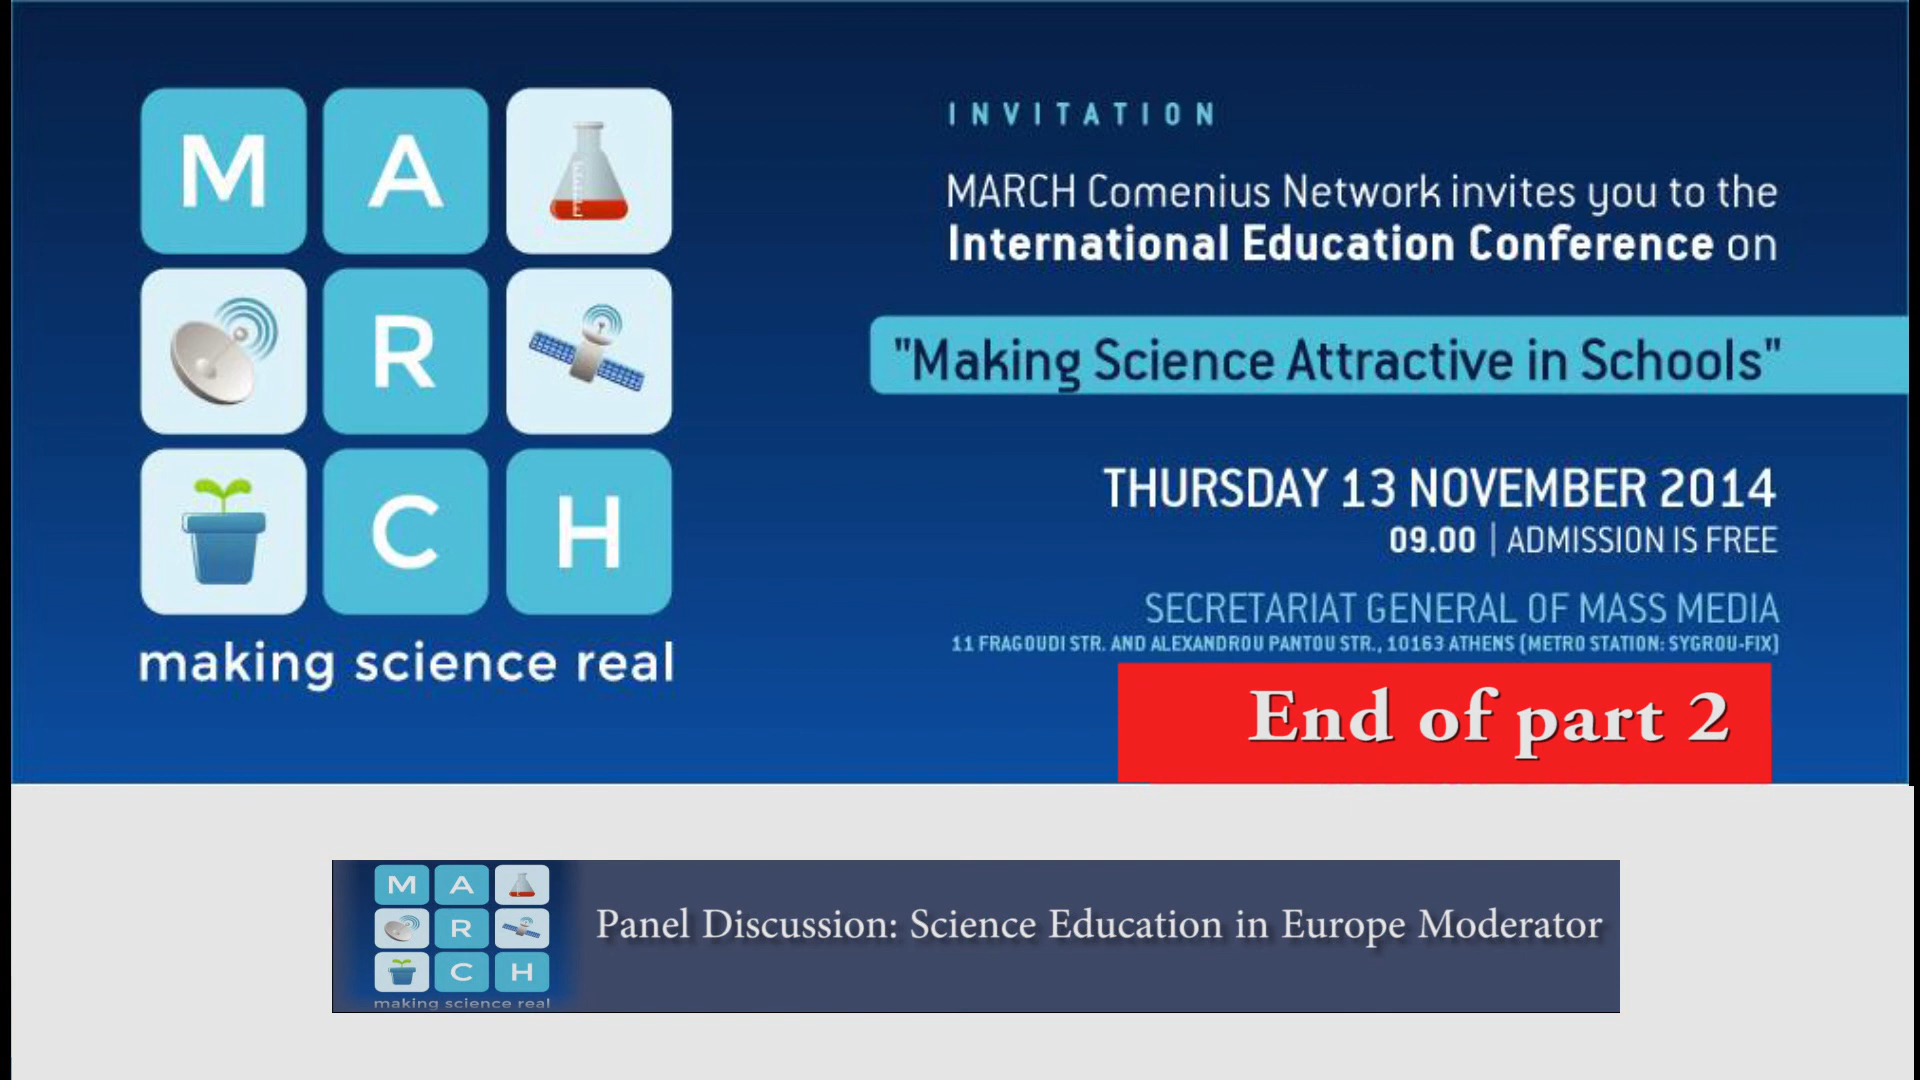 M A
R
C H
making science real
INVITATION
MARCH Comenius Network invites you to the
International Education Conference on
"Making Science Attractive in Schools"
THURSDAY 13 NOVEMBER 2014
09.00 | ADMISSION IS FREE
SECRETARIAT GENERAL OF MASS MEDIA
11 FRAGOUDI STR. AND ALEXANDROU PANTOU STR., 10163 ATHENS (METRO STATION: SYGROU-FIX)
End of part 2
M A
R
C H
making science real
Panel Discussion: Science Education in Europe Moderator